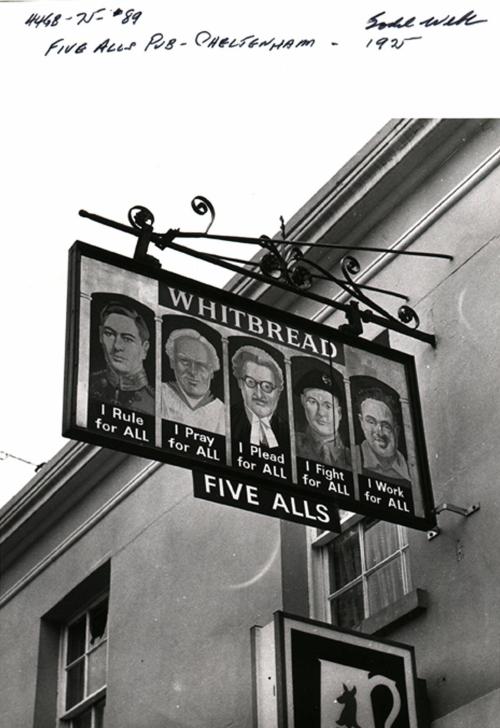 4468-75-#89
FIVE ALLS PUB - CHELTENHAM - 1975
WHITBREAD
I Rule
for ALL
I Pray
for ALL
I Plead
for ALL
I Fight
for ALL
I Work
for ALL
FIVE ALLS